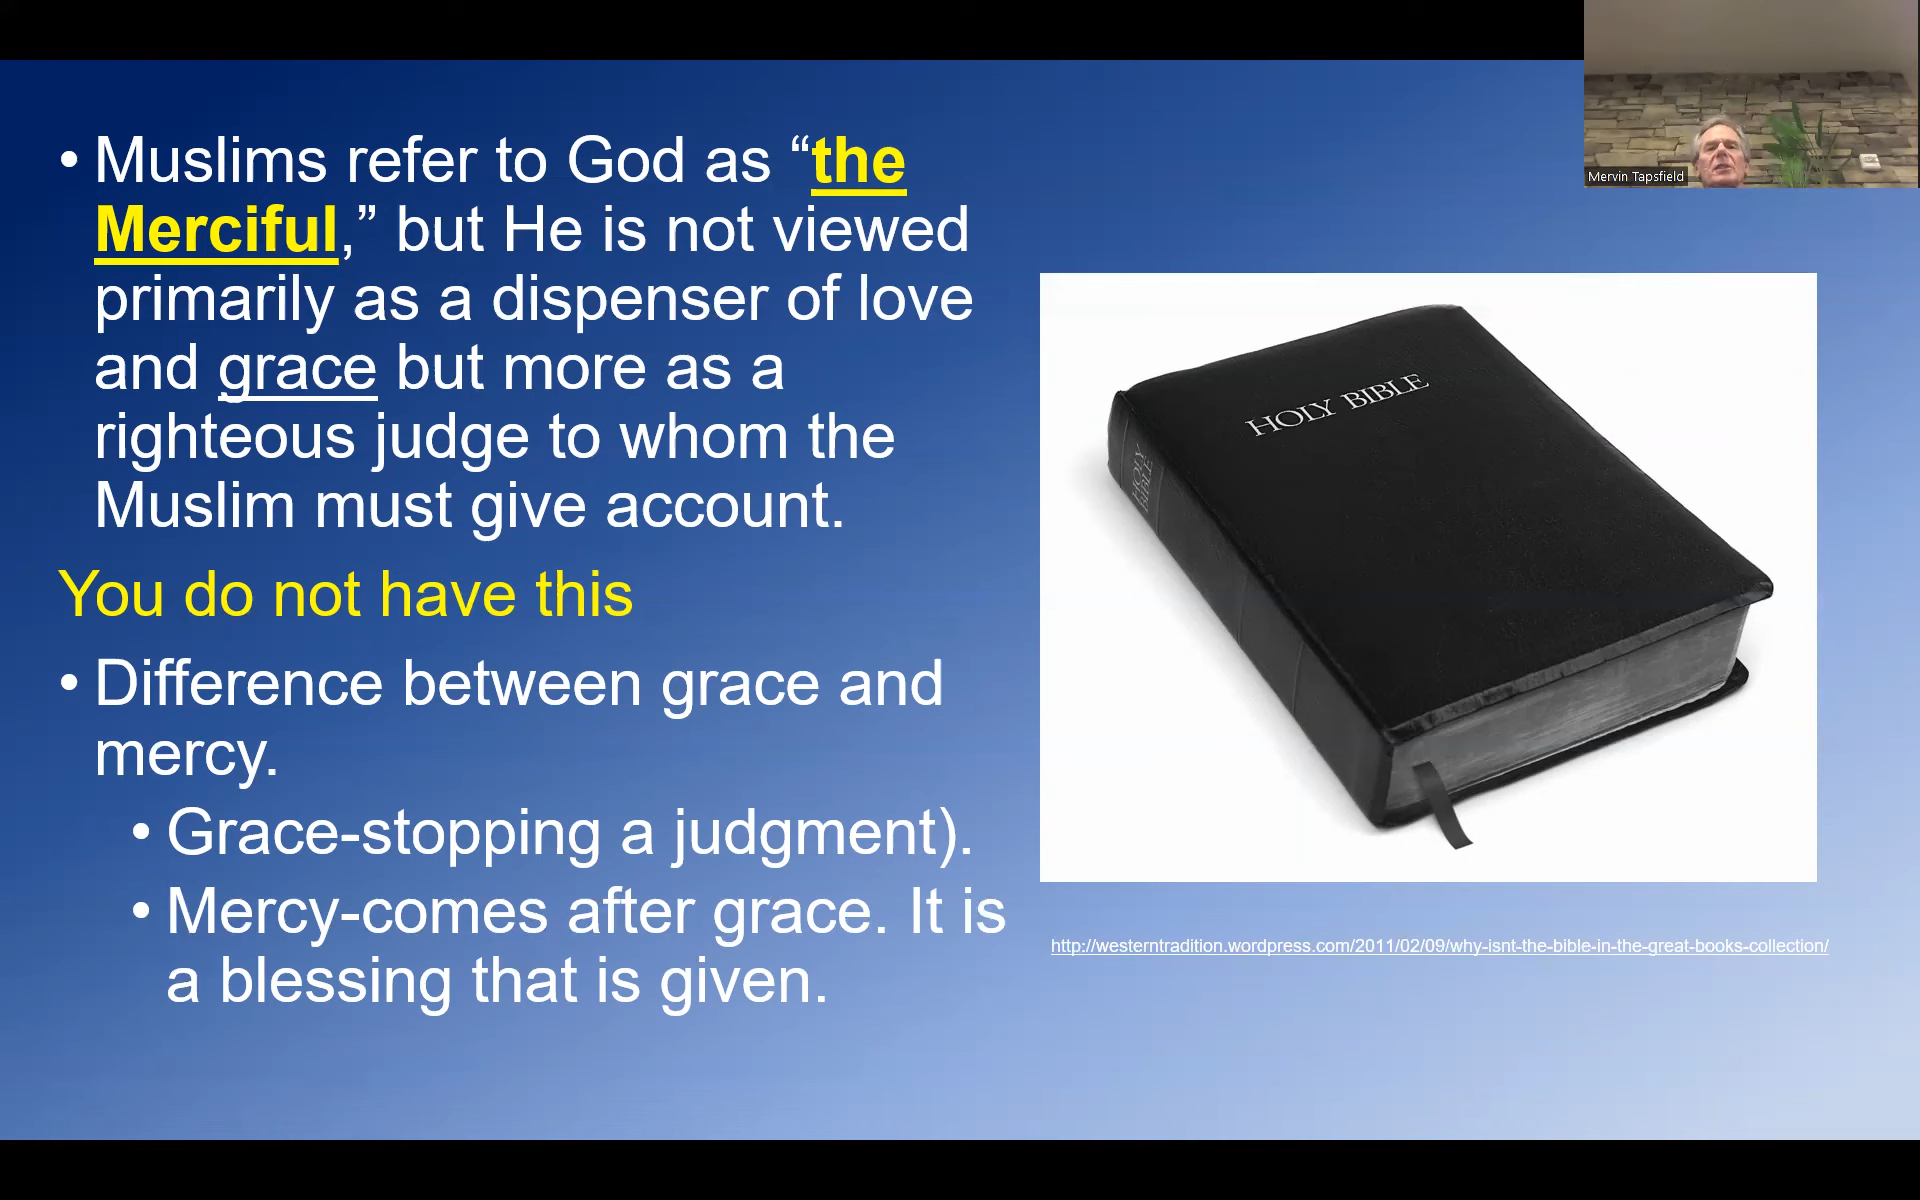 • Muslims refer to God as “the
Merciful,” but He is not viewed
primarily as a dispenser of love
and grace but more as a
righteous judge to whom the
Muslim must give account.
You do not have this
• Difference between grace and
mercy.
• Grace-stopping a judgment).
• Mercy-comes after grace. It is
a blessing that is given.
Mervin Tapsfield
HOLY BIBLE
HOLY
BIBLE
http://westerntradition.wordpress.com/2011/02/09/why-isnt-the-bible-in-the-great-books-collection/